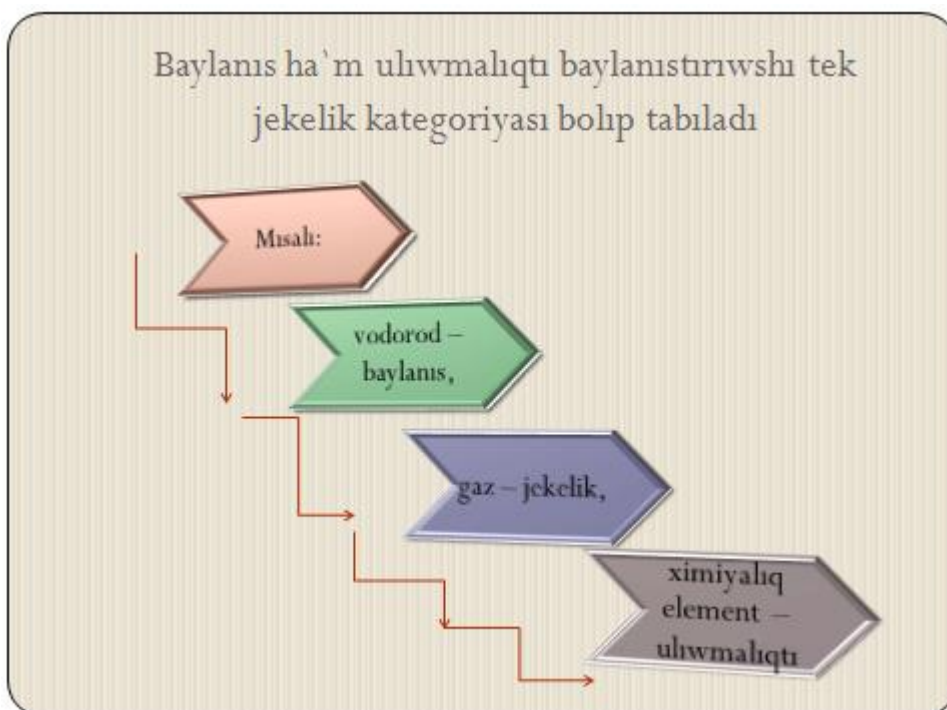 Baylanıs ha`m ulıwmalıqtı baylanıstırıwshı tek
jekelik kategoriyası bolıp tabıladı
Mısalı:
vodorod –
baylanıs,
gaz – jekelik,
ximiyalıq
element –
ulıwmalıqtı